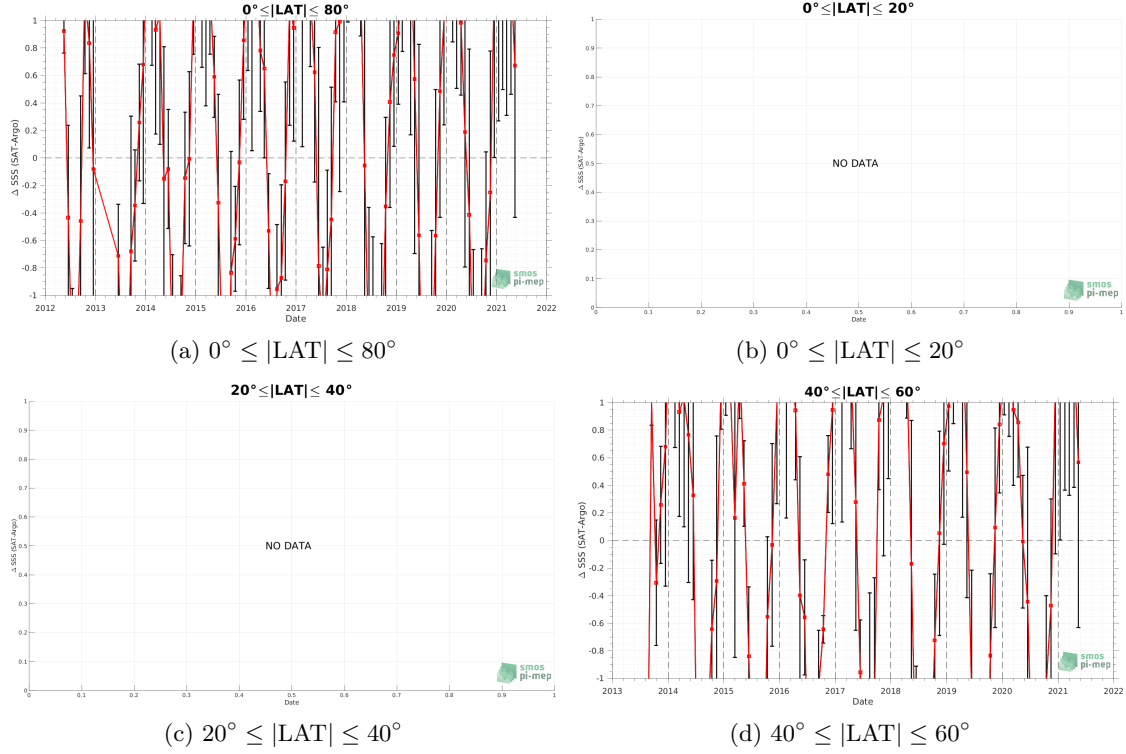 0°≤|LAT|≤ 80°
1
0.8
0.6
0.4
0.2
0
-0.2
-0.4
-0.6
-0.8
-1
Δ SSS (SAT-Argo)
2012 2013 2014 2015 2016 2017 2018 2019 2020 2021 2022
Date
smos
pi-mep
(a) 0° ≤ |LAT| ≤ 80°
0°≤|LAT|≤ 20°
1
0.9
0.8
0.7
0.6
0.5
0.4
0.3
0.2
0.1
0
Δ SSS (SAT-Argo)
NO DATA
0 0.1 0.2 0.3 0.4 0.5 0.6 0.7 0.8 0.9 1
Date
smos
pi-mep
(b) 0° ≤ |LAT| ≤ 20°
20°≤|LAT|≤ 40°
1
0.9
0.8
0.7
0.6
0.5
0.4
0.3
0.2
0.1
0
Δ SSS (SAT-Argo)
NO DATA
0 0.1 0.2 0.3 0.4 0.5 0.6 0.7 0.8 0.9 1
Date
smos
pi-mep
(c) 20° ≤ |LAT| ≤ 40°
40°≤|LAT|≤ 60°
1
0.8
0.6
0.4
0.2
0
-0.2
-0.4
-0.6
-0.8
-1
Δ SSS (SAT-Argo)
2013 2014 2015 2016 2017 2018 2019 2020 2021 2022
Date
smos
pi-mep
(d) 40° ≤ |LAT| ≤ 60°